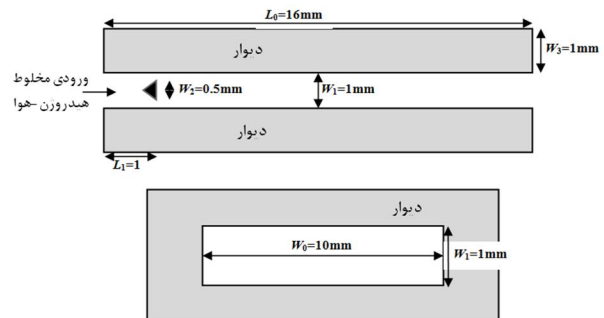 L₀=16mm
دیوار
W₃=1mm
ورودی مخلوط
هیدروژن -هوا
W₂=0.5mm
W₁=1mm
دیوار
L₁=1
دیوار
W₀=10mm
W₁=1mm